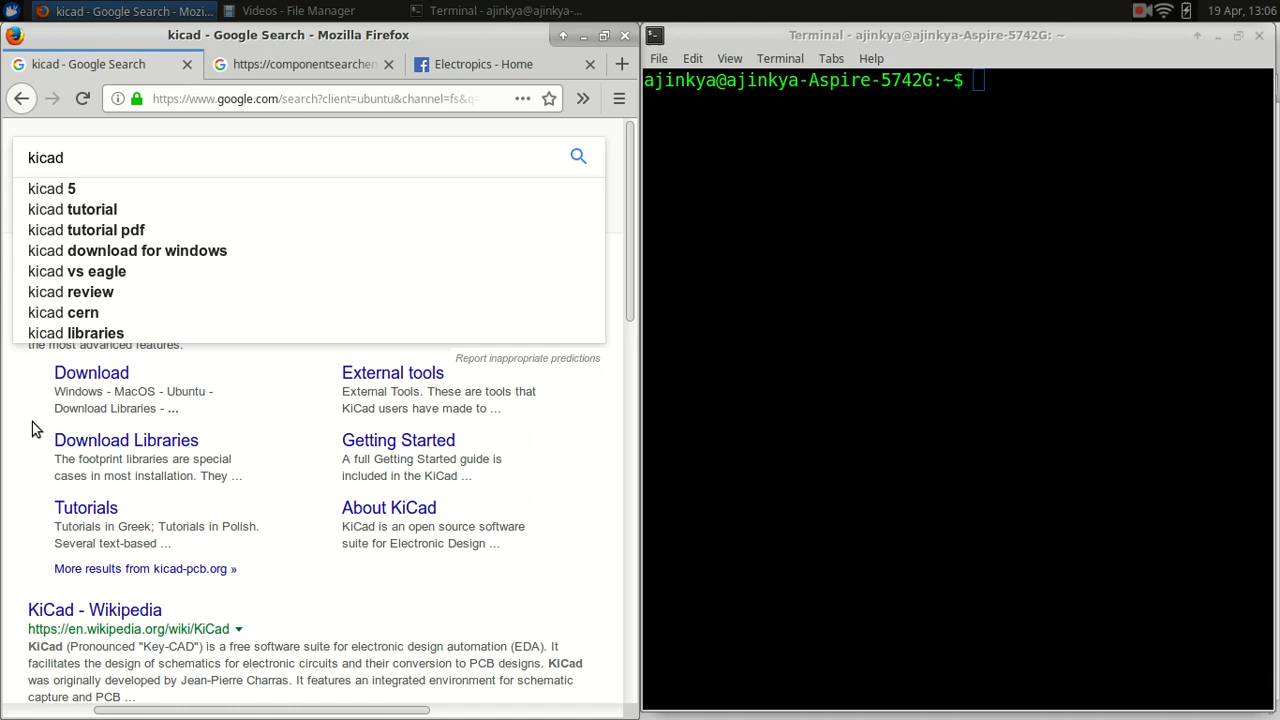 kicad - Google Search - Mozi...
Videos - File Manager
Terminal - ajinkya@ajinkya-...
19 Apr, 13:06
kicad - Google Search - Mozilla Firefox
kicad - Google Search
https://componentsearchen
Electropics - Home
https://www.google.com/search?client=ubuntu&channel=fs&q=
kicad
kicad 5
kicad tutorial
kicad tutorial pdf
kicad download for windows
kicad vs eagle
kicad review
kicad cern
kicad libraries
the most advanced features.
Report inappropriate predictions
Download
Windows - MacOS - Ubuntu -
Download Libraries - ...
External tools
External Tools. These are tools that
KiCad users have made to ...
Download Libraries
The footprint libraries are special
cases in most installation. They ...
Getting Started
A full Getting Started guide is
included in the KiCad ...
Tutorials
Tutorials in Greek; Tutorials in Polish.
Several text-based ...
About KiCad
KiCad is an open source software
suite for Electronic Design ...
More results from kicad-pcb.org »
KiCad - Wikipedia
https://en.wikipedia.org/wiki/KiCad
KiCad (Pronounced "Key-CAD") is a free software suite for electronic design automation (EDA). It
facilitates the design of schematics for electronic circuits and their conversion to PCB designs. KiCad
was originally developed by Jean-Pierre Charras. It features an integrated environment for schematic
capture and PCB ...
Terminal - ajinkya@ajinkya-Aspire-5742G: ~
File Edit View Terminal Tabs Help
ajinkya@ajinkya-Aspire-5742G:~$